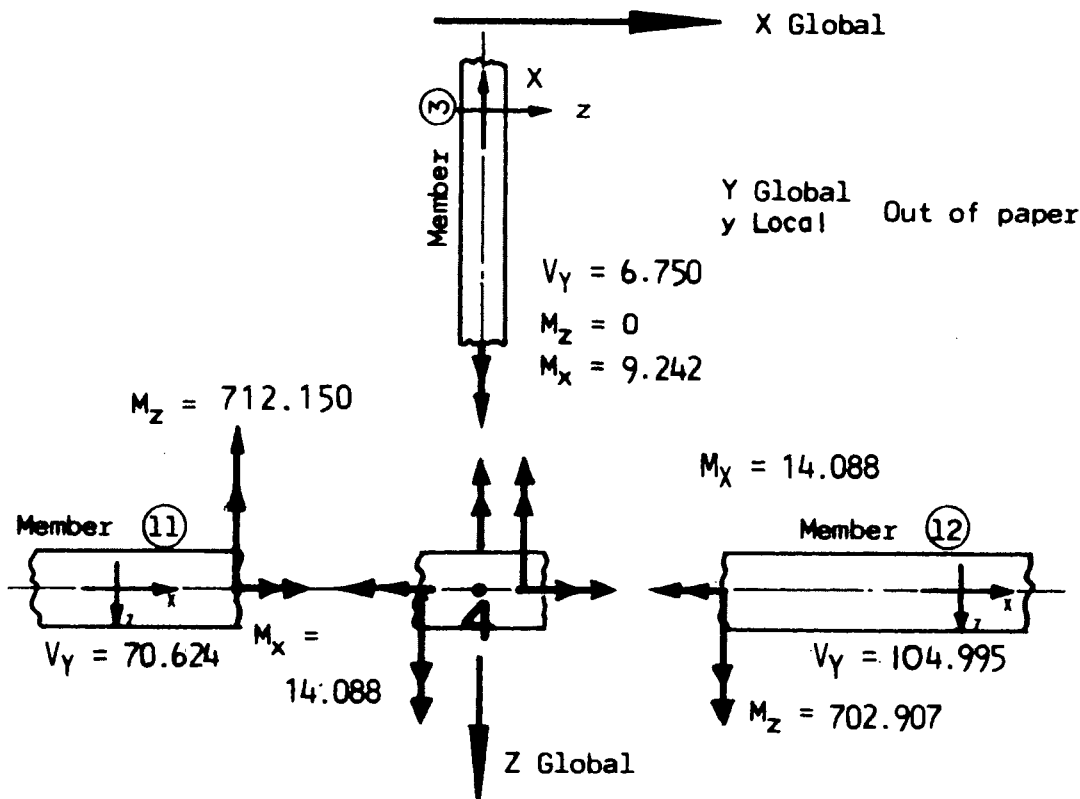 X Global
X
3
z
Member
Y Global
y Local
Out of paper
V_Y = 6.750
M_z = 0
M_x = 9.242
M_z = 712.150
M_X = 14.088
Member 11
Member 12
x
z
4
x
z
V_Y = 70.624
M_x =
14.088
V_Y = 104.995
M_z = 702.907
Z Global